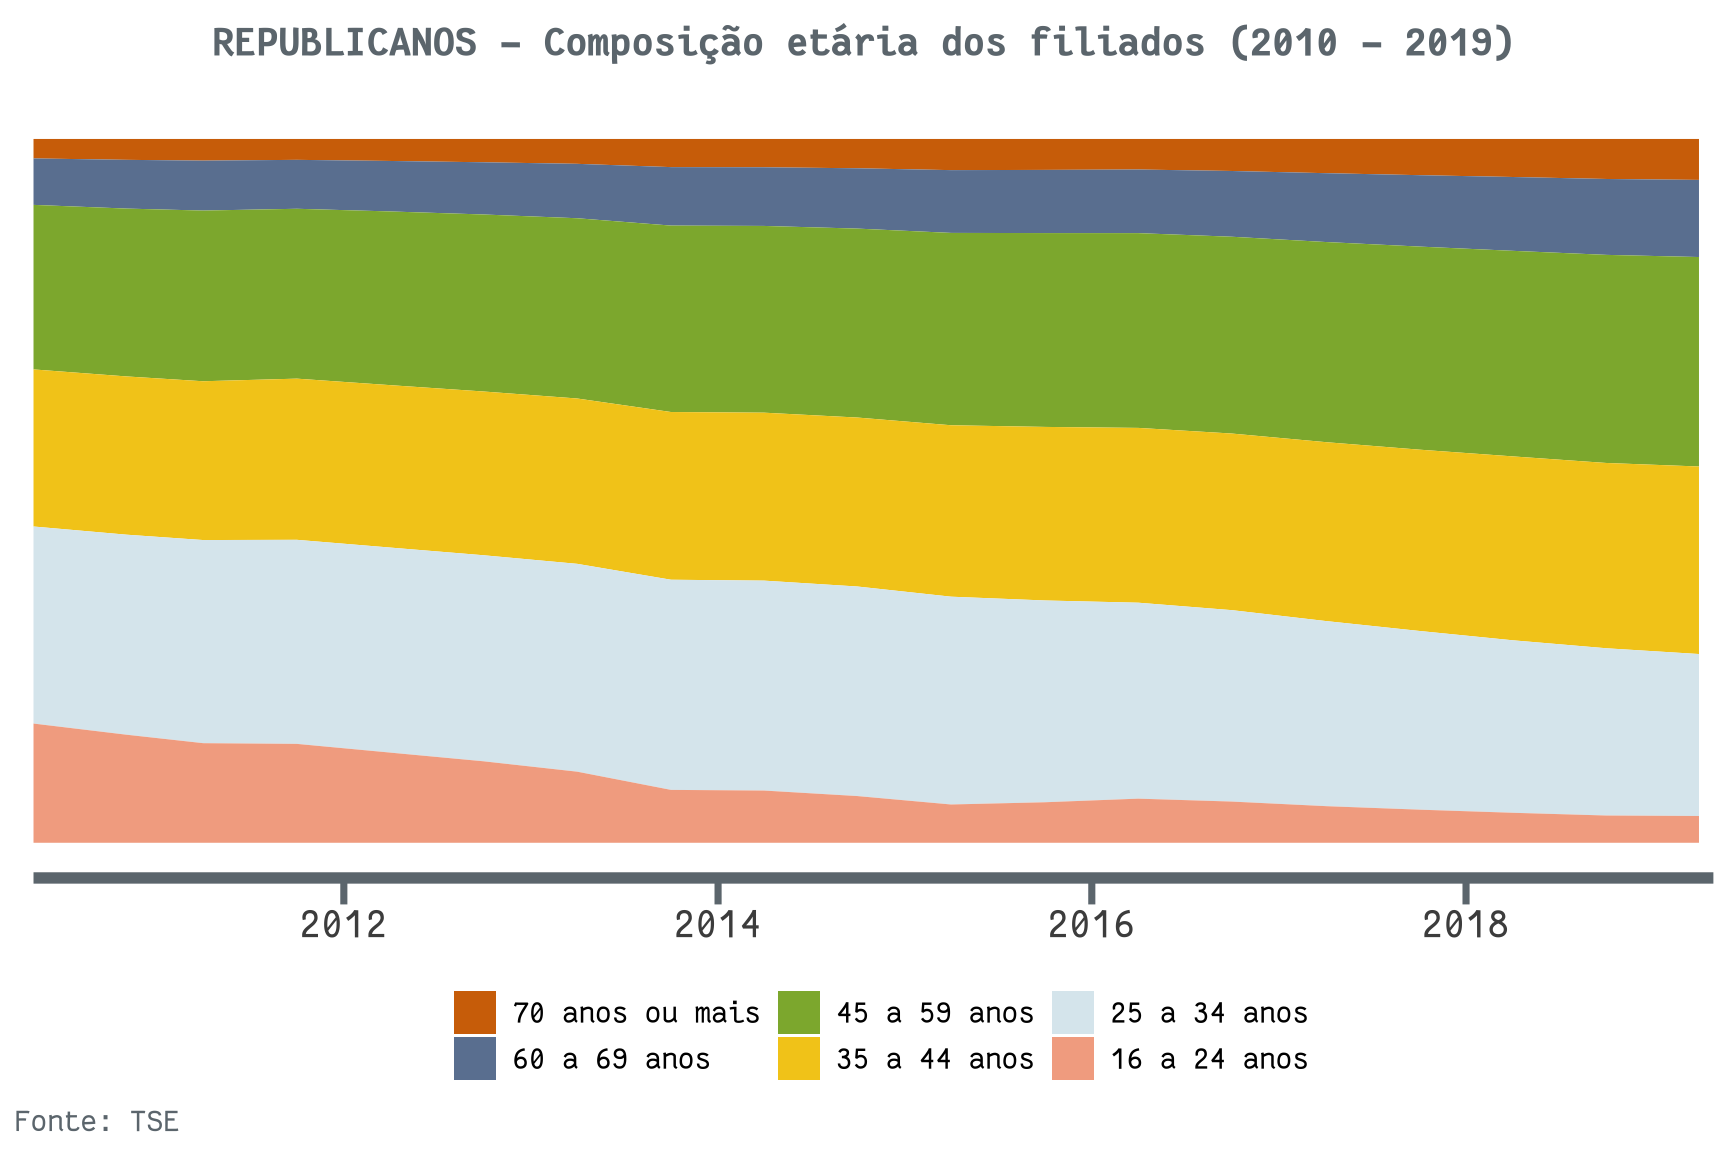 REPUBLICANOS – Composição etária dos filiados (2010 – 2019)
2012 2014 2016 2018
70 anos ou mais 45 a 59 anos 25 a 34 anos
60 a 69 anos 35 a 44 anos 16 a 24 anos
Fonte: TSE